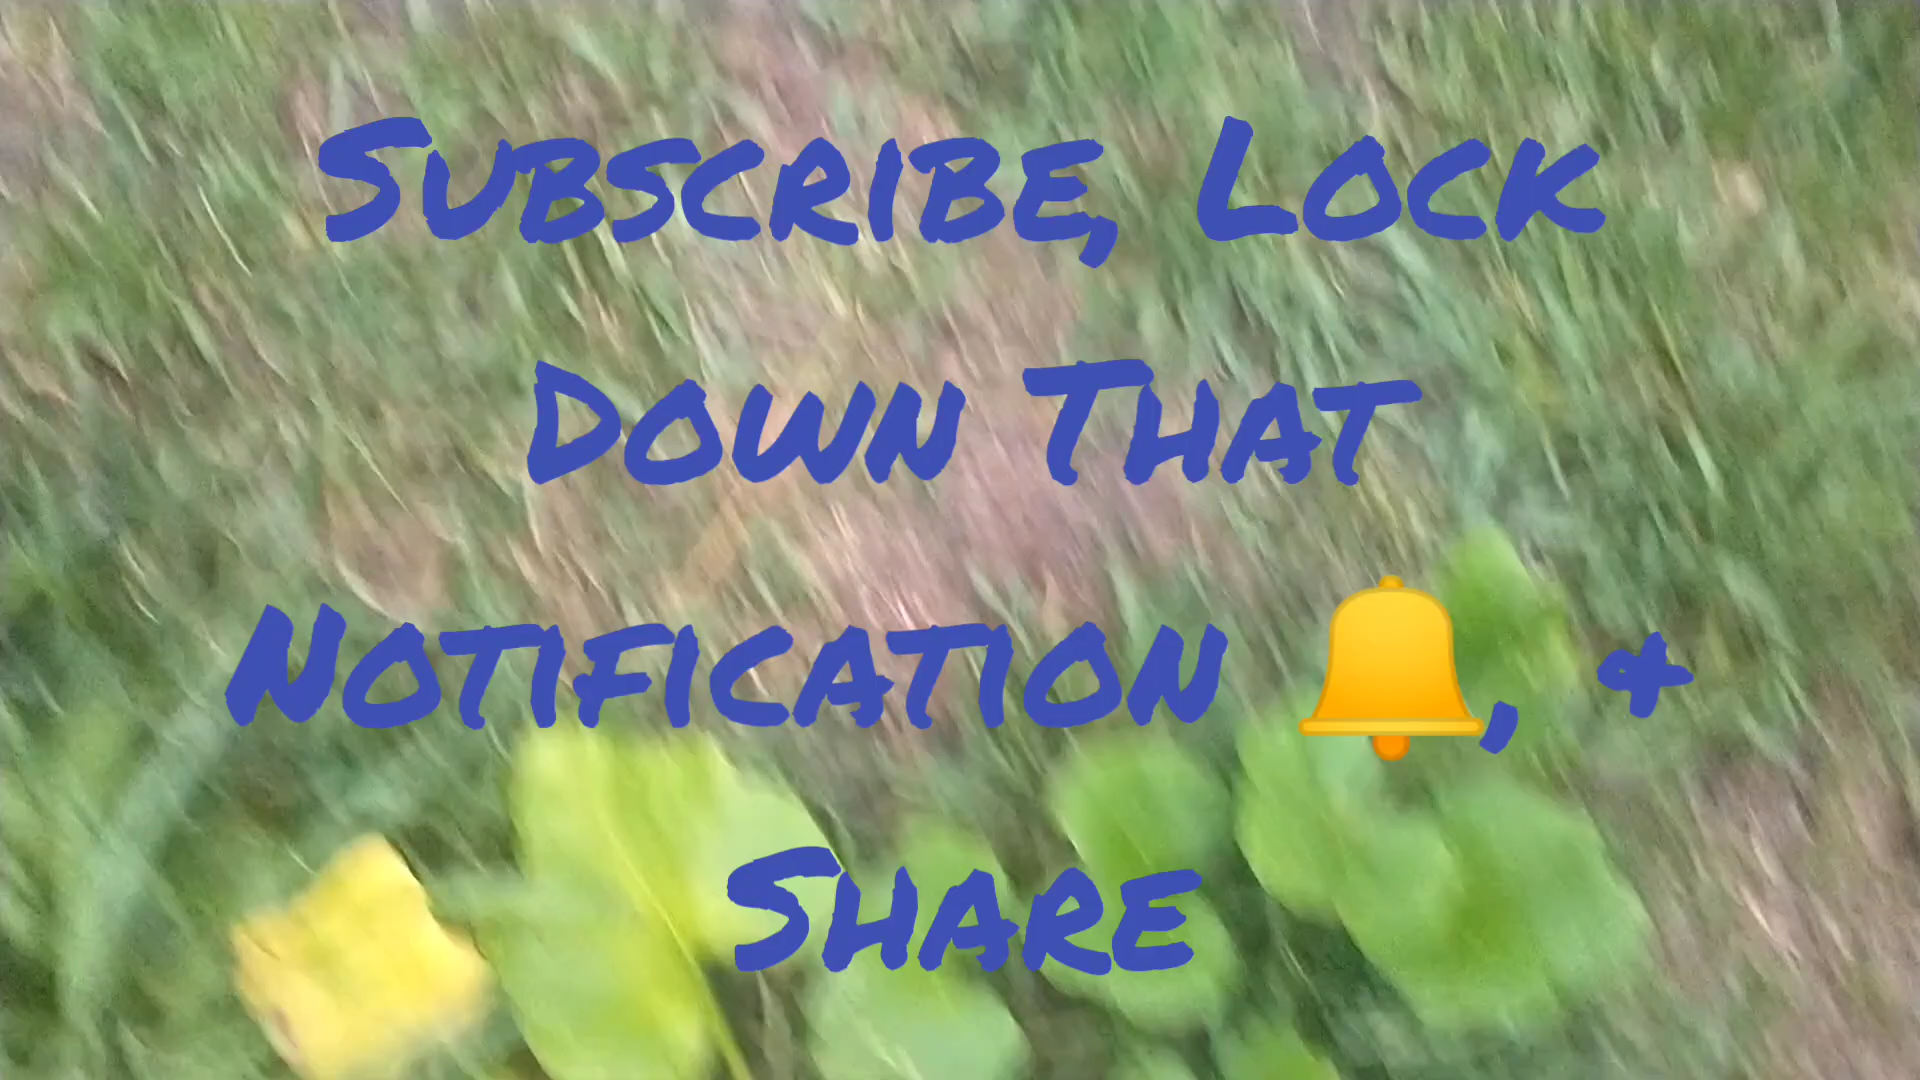 Subscribe, Lock
Down That
Notification 🔔, &
Share